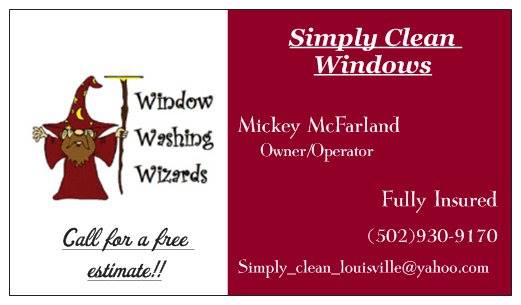 Window
Washing
Wizards
Call for a free
estimate!!
Simply Clean
Windows
Mickey McFarland
Owner/Operator
Fully Insured
(502)930-9170
Simply_clean_louisville@yahoo.com